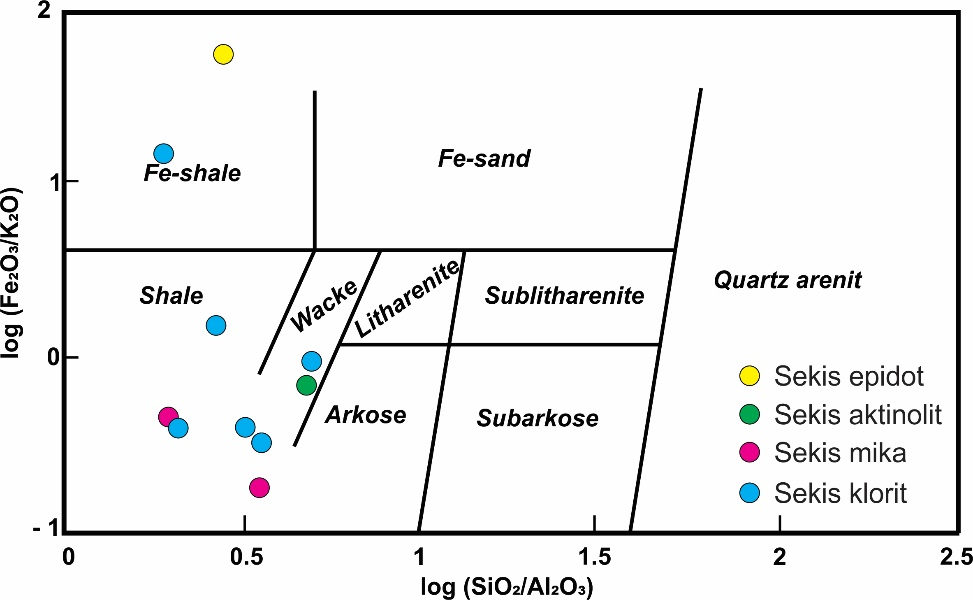 2
1
0
- 1
log (Fe₂O₃/K₂O)
Fe-shale
Fe-sand
Shale
Wacke
Litharenite
Sublitharenite
Quartz arenit
Arkose
Subarkose
Sekis epidot
Sekis aktinolit
Sekis mika
Sekis klorit
0 0.5 1 1.5 2 2.5
log (SiO₂/Al₂O₃)